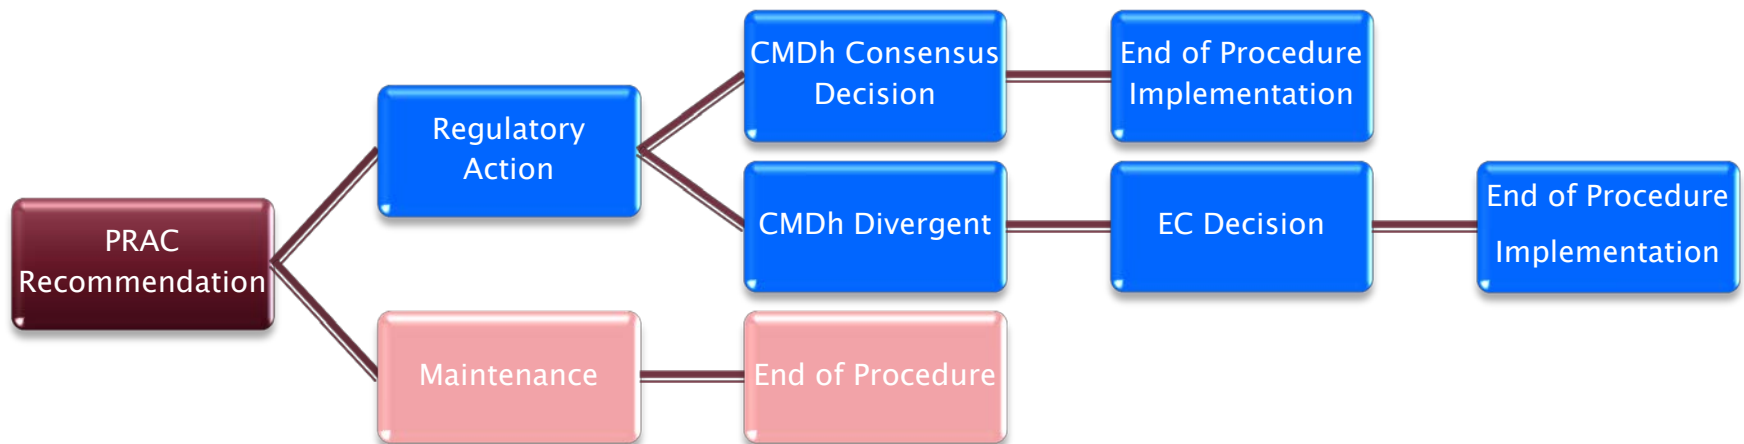 PRAC
Recommendation
Regulatory
Action
CMDh Consensus
Decision
End of Procedure
Implementation
CMDh Divergent
EC Decision
End of Procedure
Implementation
Maintenance
End of Procedure